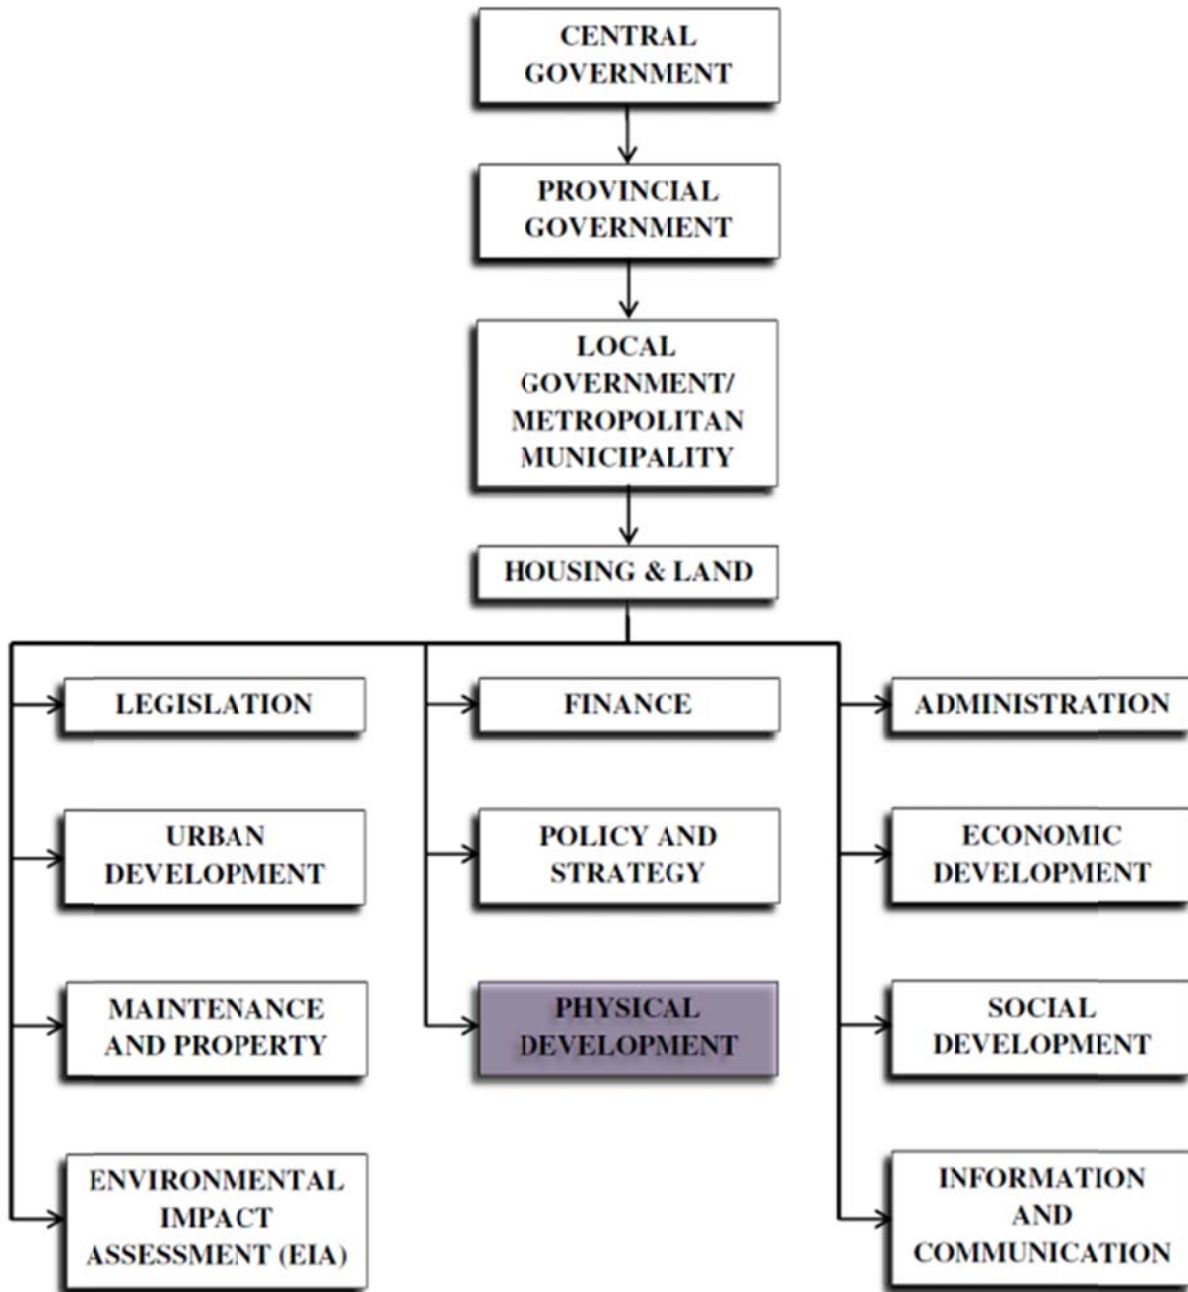 CENTRAL
GOVERNMENT
PROVINCIAL
GOVERNMENT
LOCAL
GOVERNMENT/
METROPOLITAN
MUNICIPALITY
HOUSING & LAND
LEGISLATION
FINANCE
ADMINISTRATION
URBAN
DEVELOPMENT
POLICY AND
STRATEGY
ECONOMIC
DEVELOPMENT
MAINTENANCE
AND PROPERTY
PHYSICAL
DEVELOPMENT
SOCIAL
DEVELOPMENT
ENVIRONMENTAL
IMPACT
ASSESSMENT (EIA)
INFORMATION
AND
COMMUNICATION